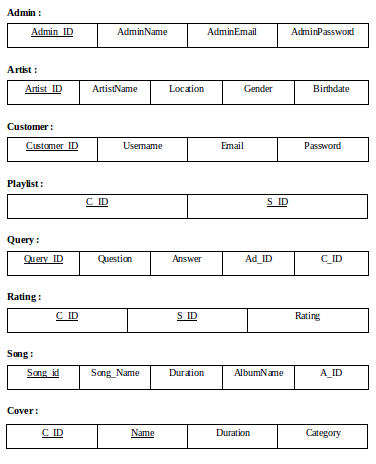 Admin :
Admin_ID AdminName AdminEmail AdminPassword
Artist :
Artist_ID ArtistName Location Gender Birthdate
Customer :
Customer_ID Username Email Password
Playlist :
C_ID S_ID
Query :
Query_ID Question Answer Ad_ID C_ID
Rating :
C_ID S_ID Rating
Song :
Song_id Song_Name Duration AlbumName A_ID
Cover :
C_ID Name Duration Category